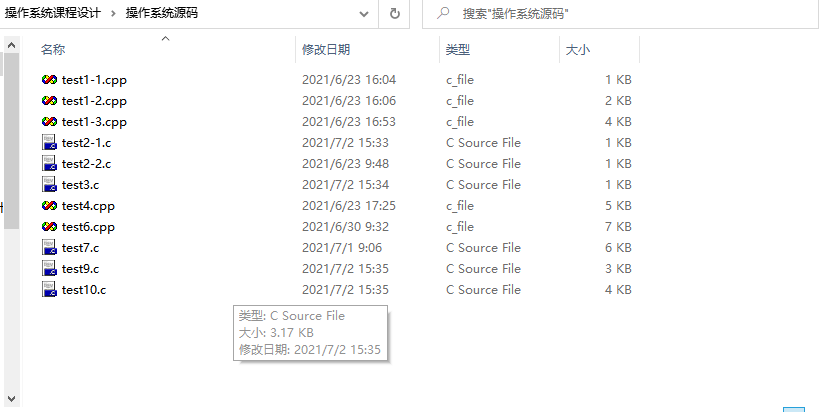 操作系统课程设计 › 操作系统源码
搜索"操作系统源码"
名称 修改日期 类型 大小
test1-1.cpp 2021/6/23 16:04 c_file 1 KB
test1-2.cpp 2021/6/23 16:06 c_file 2 KB
test1-3.cpp 2021/6/23 16:53 c_file 4 KB
test2-1.c 2021/7/2 15:33 C Source File 1 KB
test2-2.c 2021/6/23 9:48 C Source File 1 KB
test3.c 2021/7/2 15:34 C Source File 1 KB
test4.cpp 2021/6/23 17:25 c_file 5 KB
test6.cpp 2021/6/30 9:32 c_file 7 KB
test7.c 2021/7/1 9:06 C Source File 6 KB
test9.c 2021/7/2 15:35 C Source File 3 KB
test10.c 2021/7/2 15:35 C Source File 4 KB
类型: C Source File
大小: 3.17 KB
修改日期: 2021/7/2 15:35